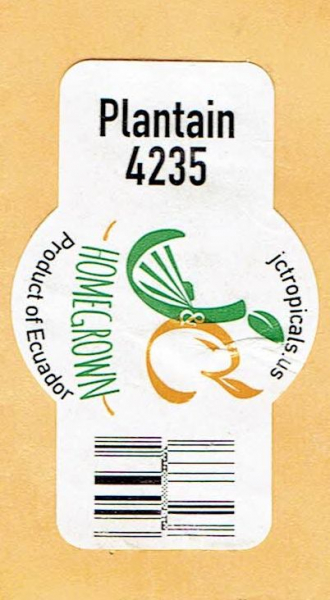 Plantain
4235
jctropicals.us
J&C
HOMEGROWN
Product of Ecuador